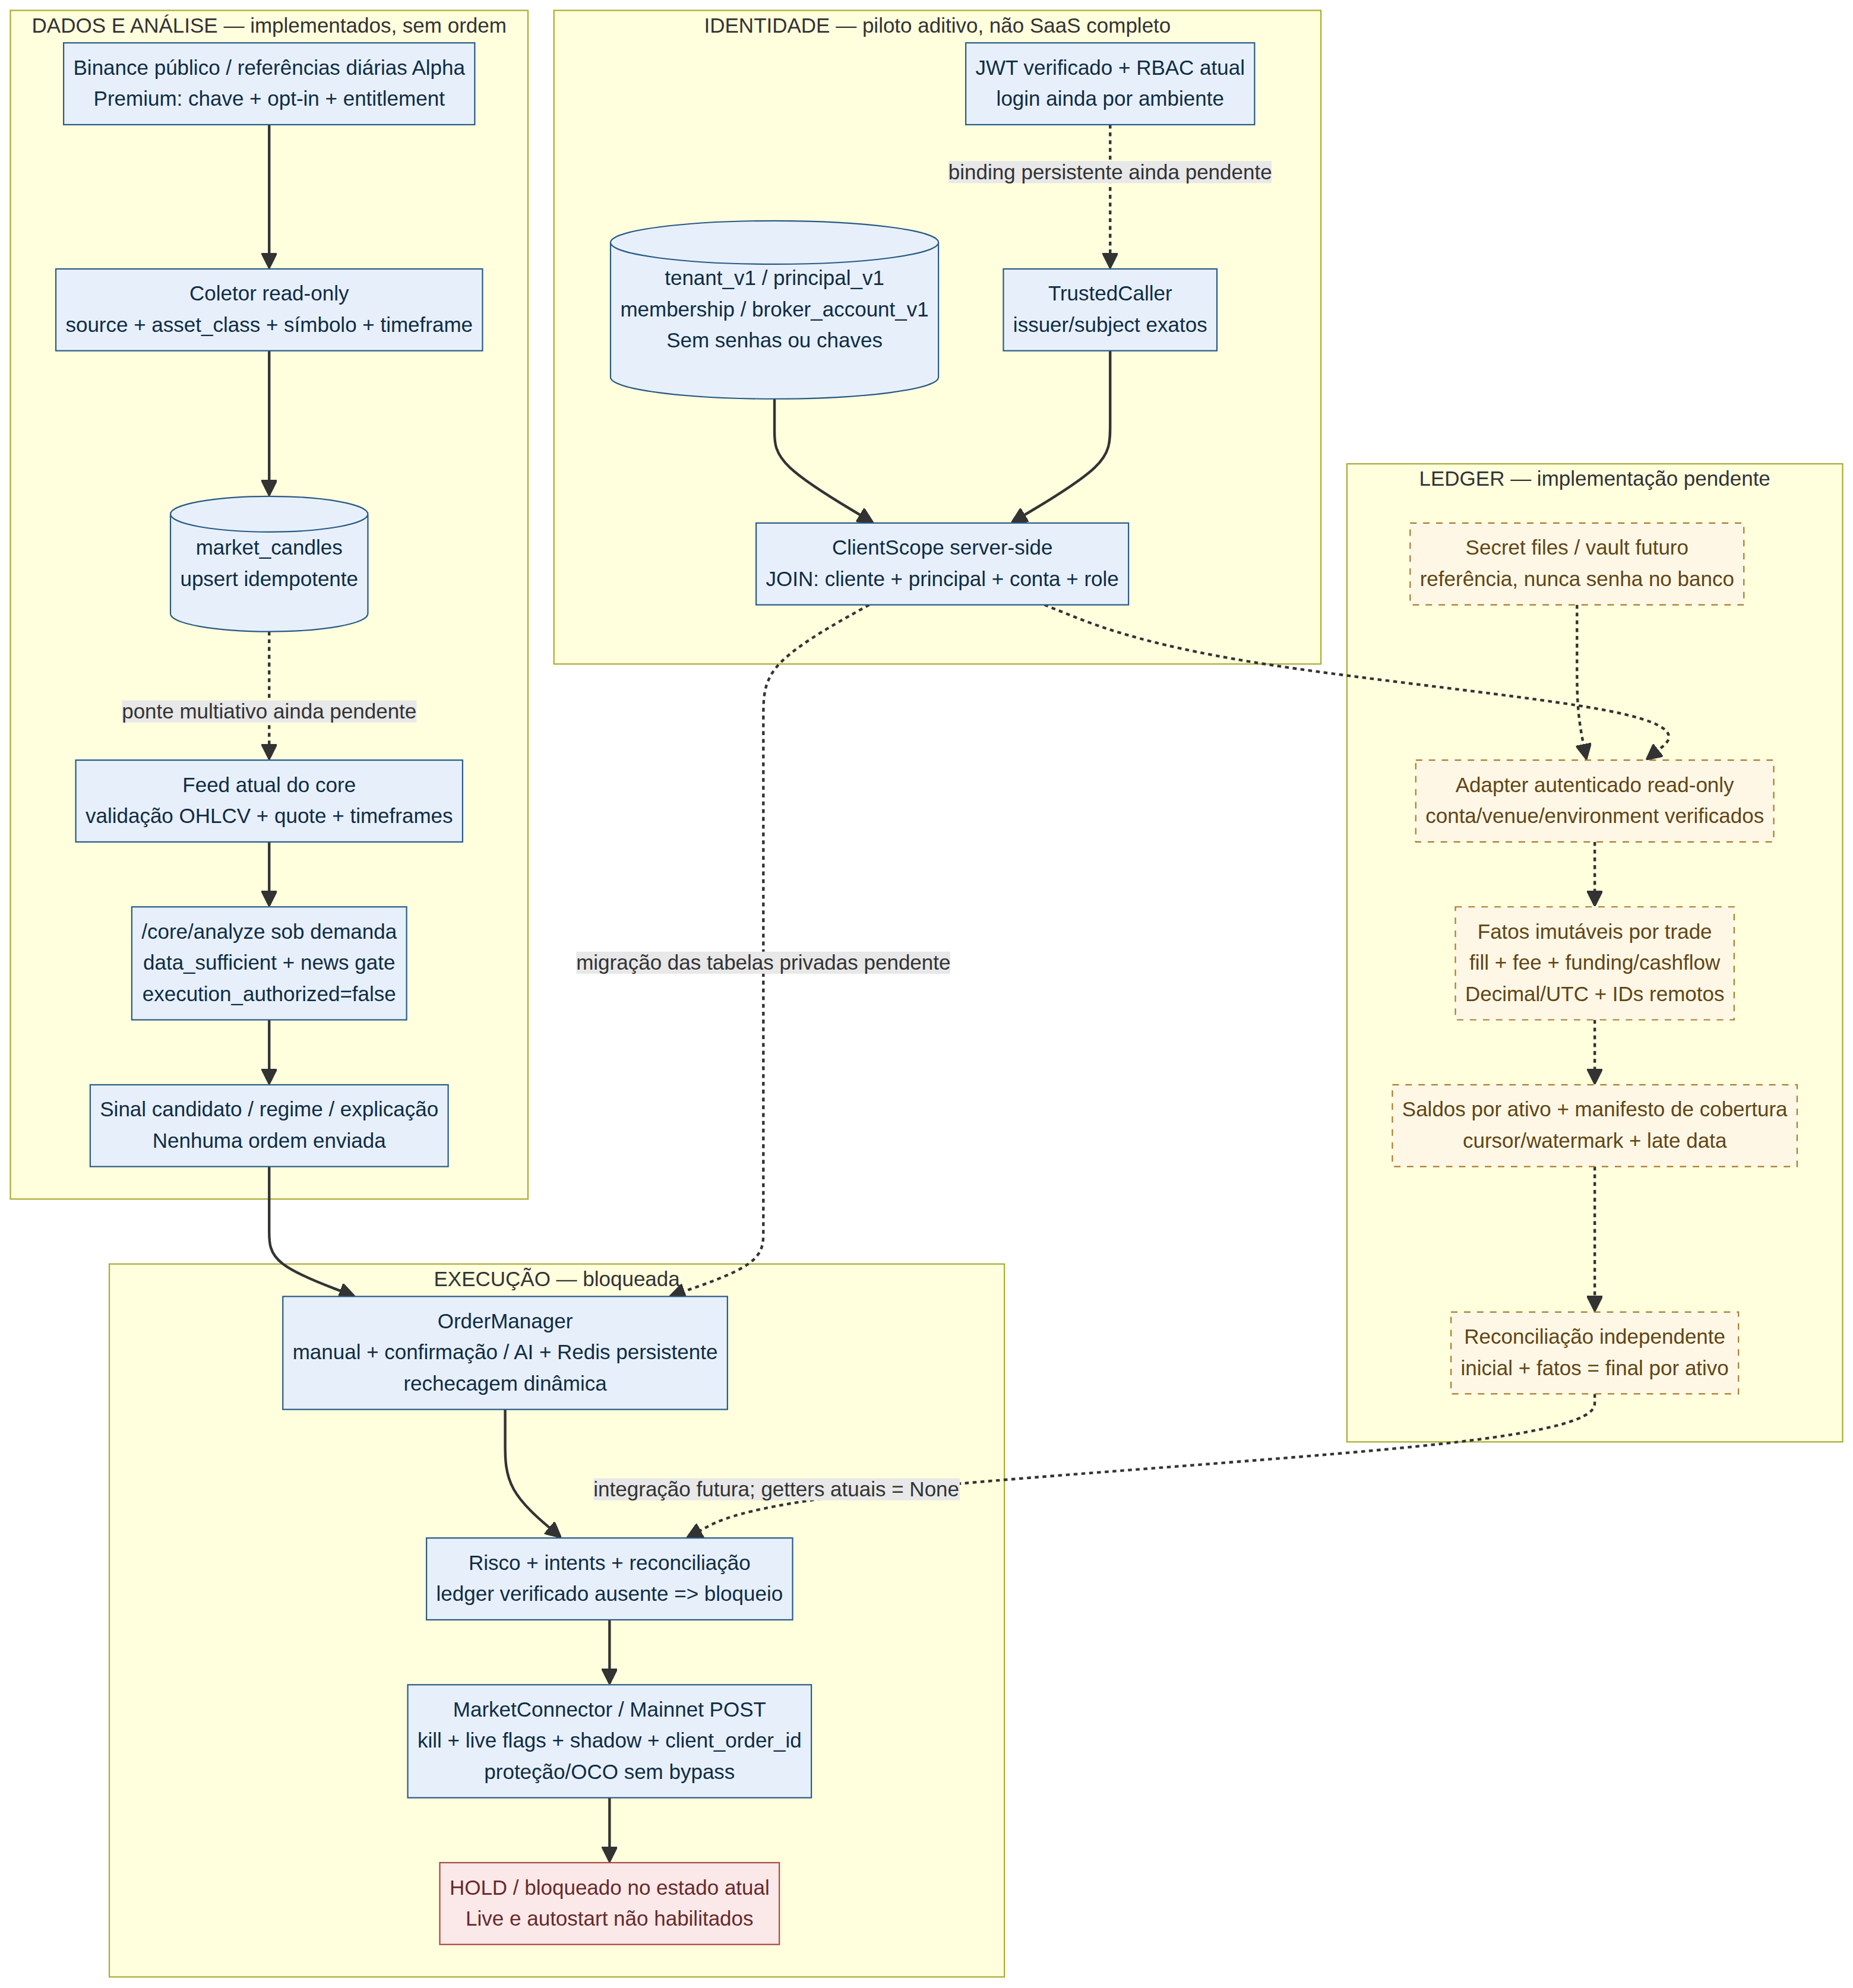 DADOS E ANÁLISE — implementados, sem ordem
Binance público / referências diárias Alpha
Premium: chave + opt-in + entitlement
Coletor read-only
source + asset_class + símbolo + timeframe
market_candles
upsert idempotente
ponte multiativo ainda pendente
Feed atual do core
validação OHLCV + quote + timeframes
/core/analyze sob demanda
data_sufficient + news gate
execution_authorized=false
Sinal candidato / regime / explicação
Nenhuma ordem enviada
IDENTIDADE — piloto aditivo, não SaaS completo
JWT verificado + RBAC atual
login ainda por ambiente
binding persistente ainda pendente
tenant_v1 / principal_v1
membership / broker_account_v1
Sem senhas ou chaves
TrustedCaller
issuer/subject exatos
ClientScope server-side
JOIN: cliente + principal + conta + role
migração das tabelas privadas pendente
LEDGER — implementação pendente
Secret files / vault futuro
referência, nunca senha no banco
Adapter autenticado read-only
conta/venue/environment verificados
Fatos imutáveis por trade
fill + fee + funding/cashflow
Decimal/UTC + IDs remotos
Saldos por ativo + manifesto de cobertura
cursor/watermark + late data
Reconciliação independente
inicial + fatos = final por ativo
EXECUÇÃO — bloqueada
OrderManager
manual + confirmação / AI + Redis persistente
rechecagem dinâmica
integração futura; getters atuais = None
Risco + intents + reconciliação
ledger verificado ausente => bloqueio
MarketConnector / Mainnet POST
kill + live flags + shadow + client_order_id
proteção/OCO sem bypass
HOLD / bloqueado no estado atual
Live e autostart não habilitados